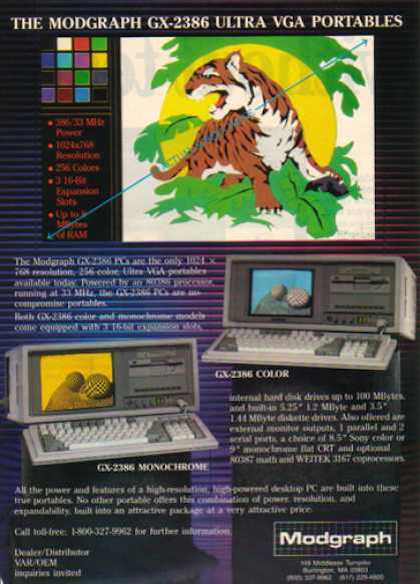 THE MODGRAPH GX-2386 ULTRA VGA PORTABLES
• 386/33 MHz
Power
• 1024x768
Resolution
• 256 Colors
• 3 16-Bit
Expansion
Slots
• Up to 8
MBytes
of RAM
The Modgraph GX-2386 PCs are the only 1024 ×
768 resolution, 256 color, Ultra VGA portables
available today. Powered by an 80386 processor,
running at 33 MHz, the GX-2386 PCs are no-
compromise portables.
Both GX-2386 color and monochrome models
come equipped with 3 16-bit expansion slots,
GX-2386 COLOR
internal hard disk drives up to 100 MBytes,
and built-in 5.25" 1.2 MByte and 3.5"
1.44 MByte diskette drives. Also offered are
external monitor outputs, 1 parallel and 2
serial ports, a choice of 8.5" Sony color or
9" monochrome flat CRT and optional
80387 math and WEITEK 3167 coprocessors.
GX-2386 MONOCHROME
All the power and features of a high-resolution, high-powered desktop PC are built into these
true portables. No other portable offers this combination of power, resolution, and
expandability, built into an attractive package at a very attractive price.
Call toll-free: 1-800-327-9962 for further information.
Dealer/Distributor
VAR/OEM
inquiries invited
Modgraph
149 Middlesex Turnpike
Burlington, MA 01803
(800) 327-9962 (617) 229-4800